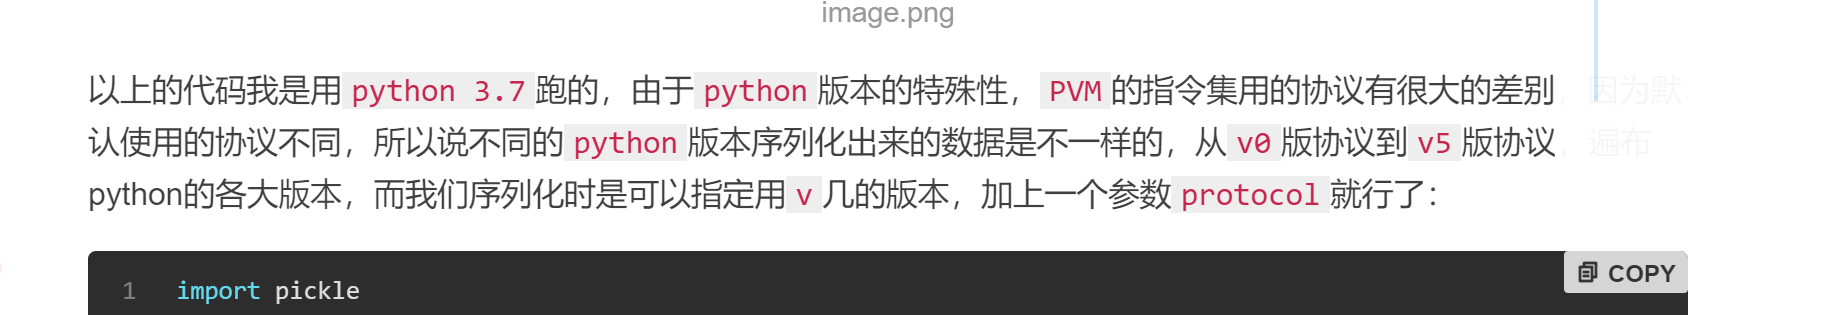 image.png
以上的代码我是用 python 3.7 跑的，由于 python 版本的特殊性， PVM 的指令集用的协议有很大的差别，因为默
认使用的协议不同，所以说不同的 python 版本序列化出来的数据是不一样的，从 v0 版协议到 v5 版协议，遍布
python的各大版本，而我们序列化时是可以指定用 v 几的版本，加上一个参数 protocol 就行了：
COPY
1 import pickle